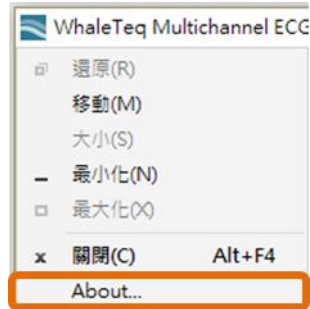 WhaleTeq Multichannel ECG
還原(R)
移動(M)
大小(S)
最小化(N)
最大化(X)
關閉(C) Alt+F4
About...